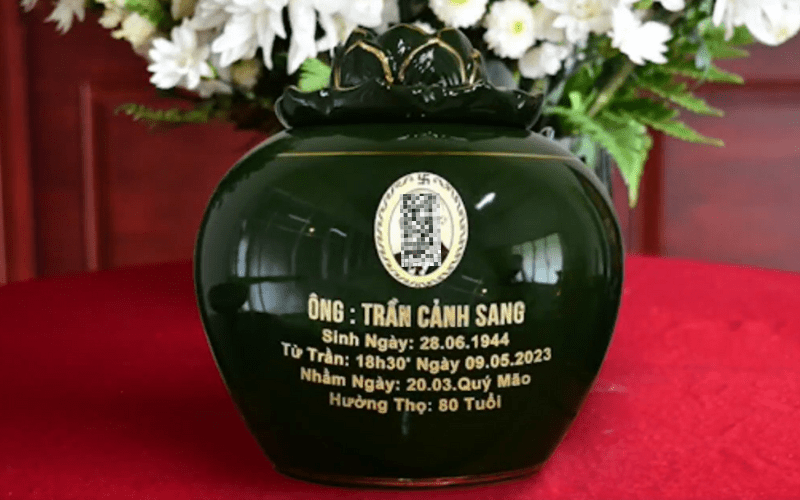 ÔNG : TRẦN CẢNH SANG
Sinh Ngày: 28.06.1944
Từ Trần: 18h30' Ngày 09.05.2023
Nhằm Ngày: 20.03.Quý Mão
Hường Thọ: 80 Tuổi